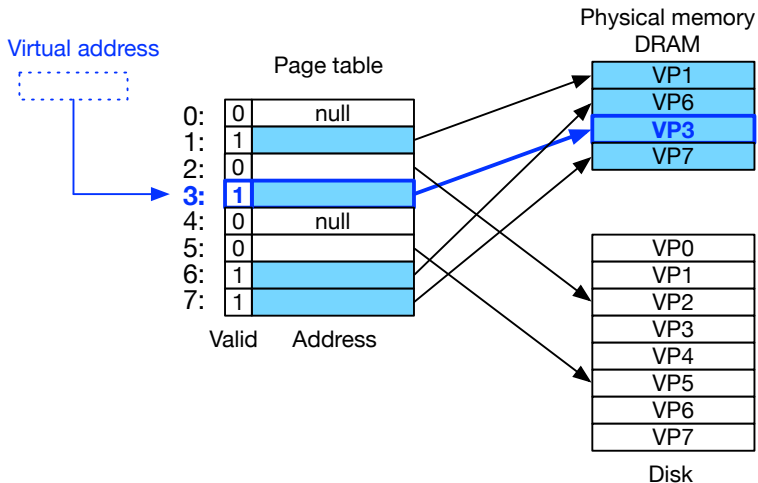 Physical memory
DRAM
Virtual address
Page table
0: 0 null
1: 1
2: 0
3: 1
4: 0 null
5: 0
6: 1
7: 1
Valid Address
VP1
VP6
VP3
VP7
VP0
VP1
VP2
VP3
VP4
VP5
VP6
VP7
Disk